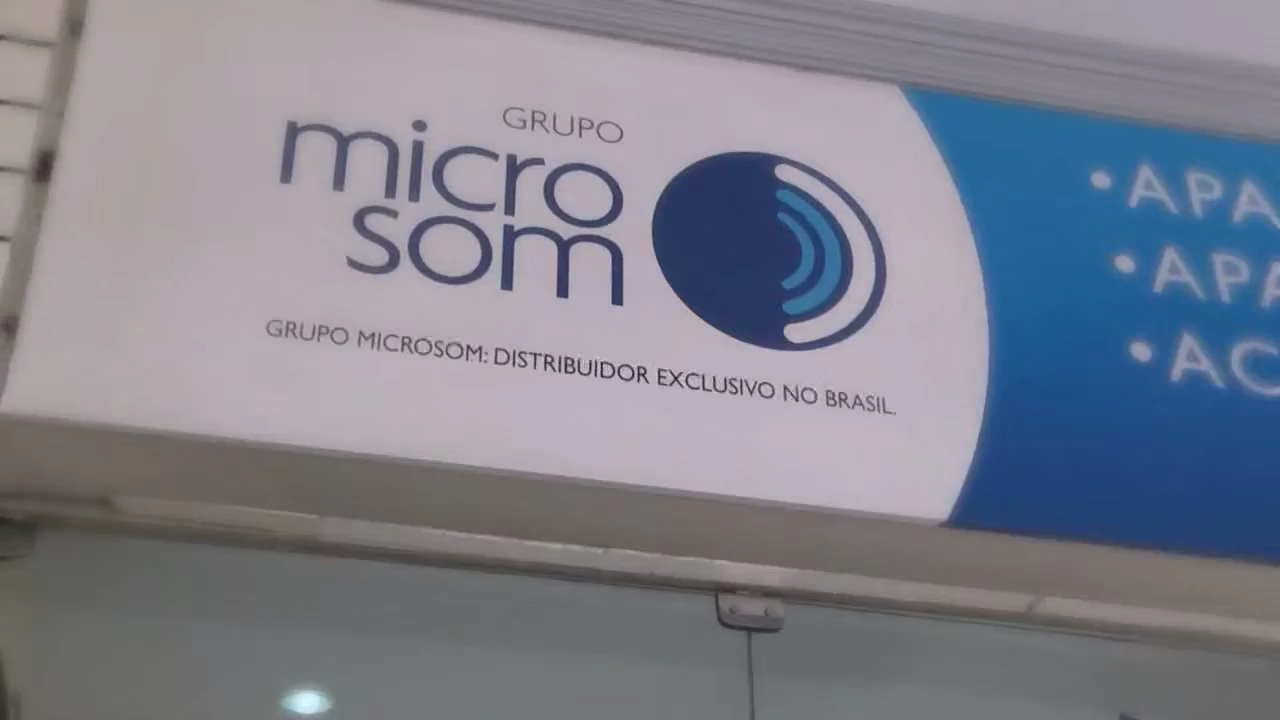 GRUPO
micro
som
GRUPO MICROSOM: DISTRIBUIDOR EXCLUSIVO NO BRASIL.